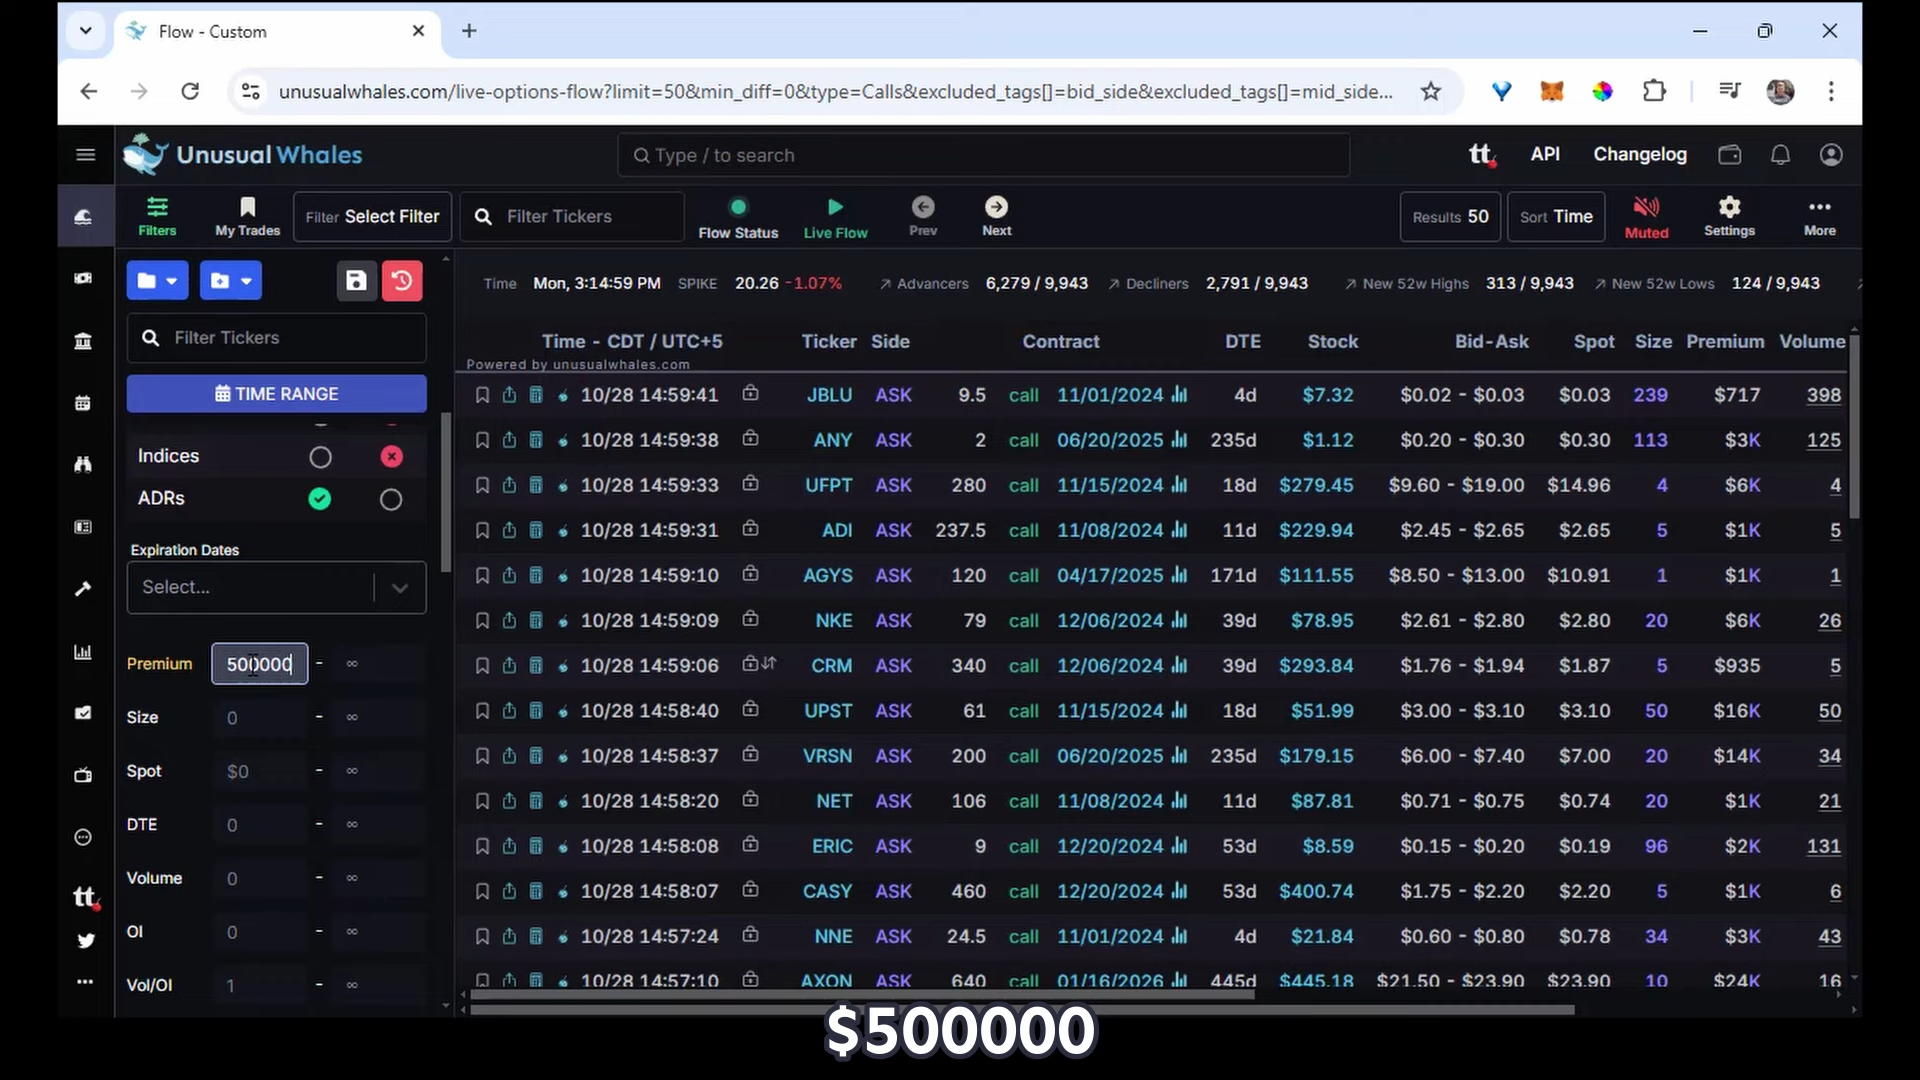 Flow - Custom
unusualwhales.com/live-options-flow?limit=50&min_diff=0&type=Calls&excluded_tags[]=bid_side&excluded_tags[]=mid_side...
Unusual Whales
Type / to search
tt API Changelog
Filters My Trades Filter Select Filter Filter Tickers Flow Status Live Flow Prev Next Results 50 Sort Time Muted Settings More
Time Mon, 3:14:59 PM SPIKE 20.26 -1.07% Advancers 6,279 / 9,943 Decliners 2,791 / 9,943 New 52w Highs 313 / 9,943 New 52w Lows 124 / 9,943
Filter Tickers
TIME RANGE
Indices
ADRs
Expiration Dates
Select...
Premium 500000 - ∞
Size 0 - ∞
Spot $0 - ∞
DTE 0 - ∞
Volume 0 - ∞
OI 0 - ∞
Vol/OI 1 - ∞
tt
Time - CDT / UTC+5 Ticker Side Contract DTE Stock Bid-Ask Spot Size Premium Volume
Powered by unusualwhales.com
10/28 14:59:41 JBLU ASK 9.5 call 11/01/2024 4d $7.32 $0.02 - $0.03 $0.03 239 $717 398
10/28 14:59:38 ANY ASK 2 call 06/20/2025 235d $1.12 $0.20 - $0.30 $0.30 113 $3K 125
10/28 14:59:33 UFPT ASK 280 call 11/15/2024 18d $279.45 $9.60 - $19.00 $14.96 4 $6K 4
10/28 14:59:31 ADI ASK 237.5 call 11/08/2024 11d $229.94 $2.45 - $2.65 $2.65 5 $1K 5
10/28 14:59:10 AGYS ASK 120 call 04/17/2025 171d $111.55 $8.50 - $13.00 $10.91 1 $1K 1
10/28 14:59:09 NKE ASK 79 call 12/06/2024 39d $78.95 $2.61 - $2.80 $2.80 20 $6K 26
10/28 14:59:06 CRM ASK 340 call 12/06/2024 39d $293.84 $1.76 - $1.94 $1.87 5 $935 5
10/28 14:58:40 UPST ASK 61 call 11/15/2024 18d $51.99 $3.00 - $3.10 $3.10 50 $16K 50
10/28 14:58:37 VRSN ASK 200 call 06/20/2025 235d $179.15 $6.00 - $7.40 $7.00 20 $14K 34
10/28 14:58:20 NET ASK 106 call 11/08/2024 11d $87.81 $0.71 - $0.75 $0.74 20 $1K 21
10/28 14:58:08 ERIC ASK 9 call 12/20/2024 53d $8.59 $0.15 - $0.20 $0.19 96 $2K 131
10/28 14:58:07 CASY ASK 460 call 12/20/2024 53d $400.74 $1.75 - $2.20 $2.20 5 $1K 6
10/28 14:57:24 NNE ASK 24.5 call 11/01/2024 4d $21.84 $0.60 - $0.80 $0.78 34 $3K 43
10/28 14:57:10 AXON ASK 640 call 01/16/2026 445d $445.18 $21.50 - $23.90 $23.90 10 $24K 16
$500000